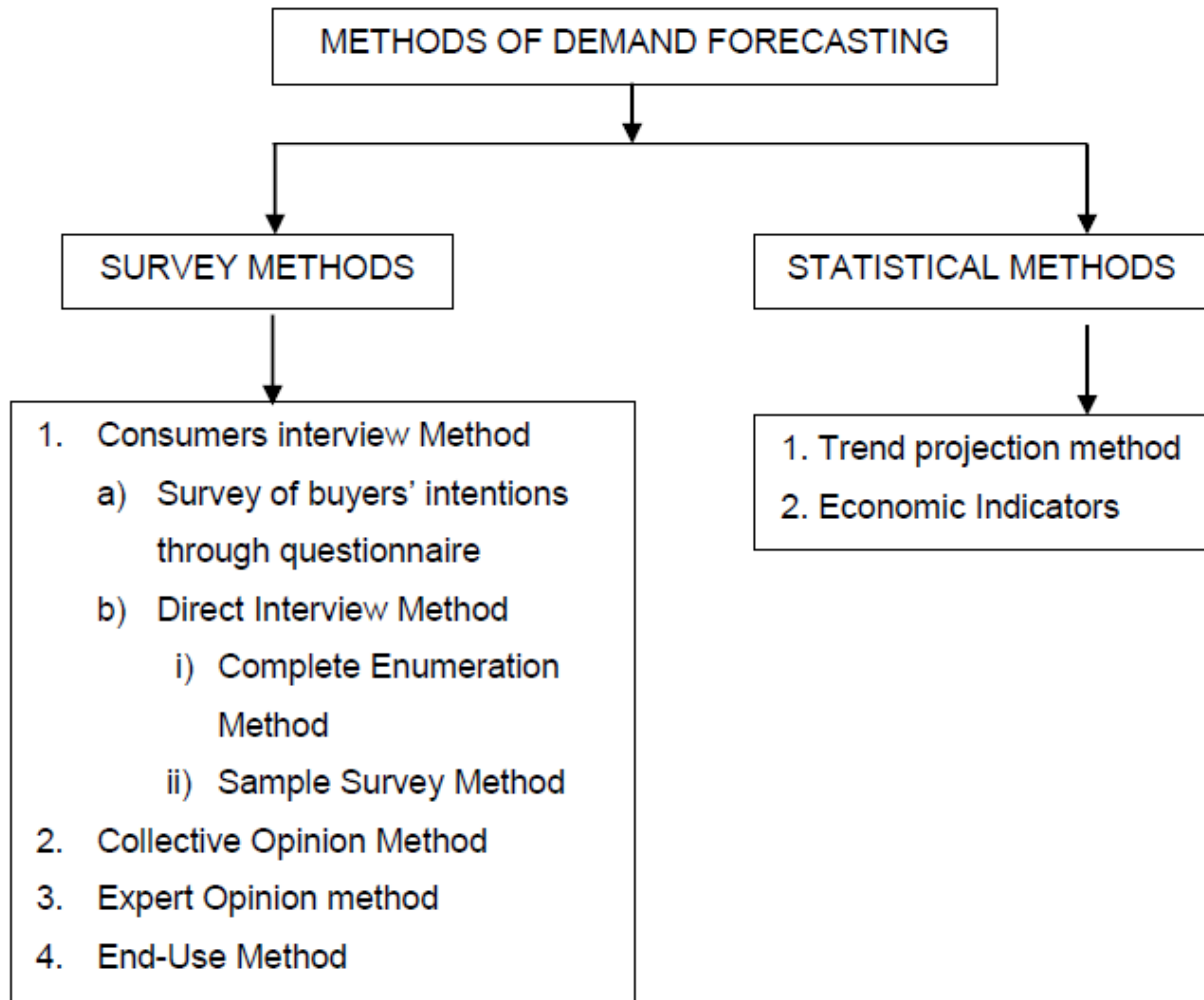 METHODS OF DEMAND FORECASTING
SURVEY METHODS
STATISTICAL METHODS
1. Consumers interview Method
a) Survey of buyers’ intentions
through questionnaire
b) Direct Interview Method
i) Complete Enumeration
Method
ii) Sample Survey Method
2. Collective Opinion Method
3. Expert Opinion method
4. End-Use Method
1. Trend projection method
2. Economic Indicators